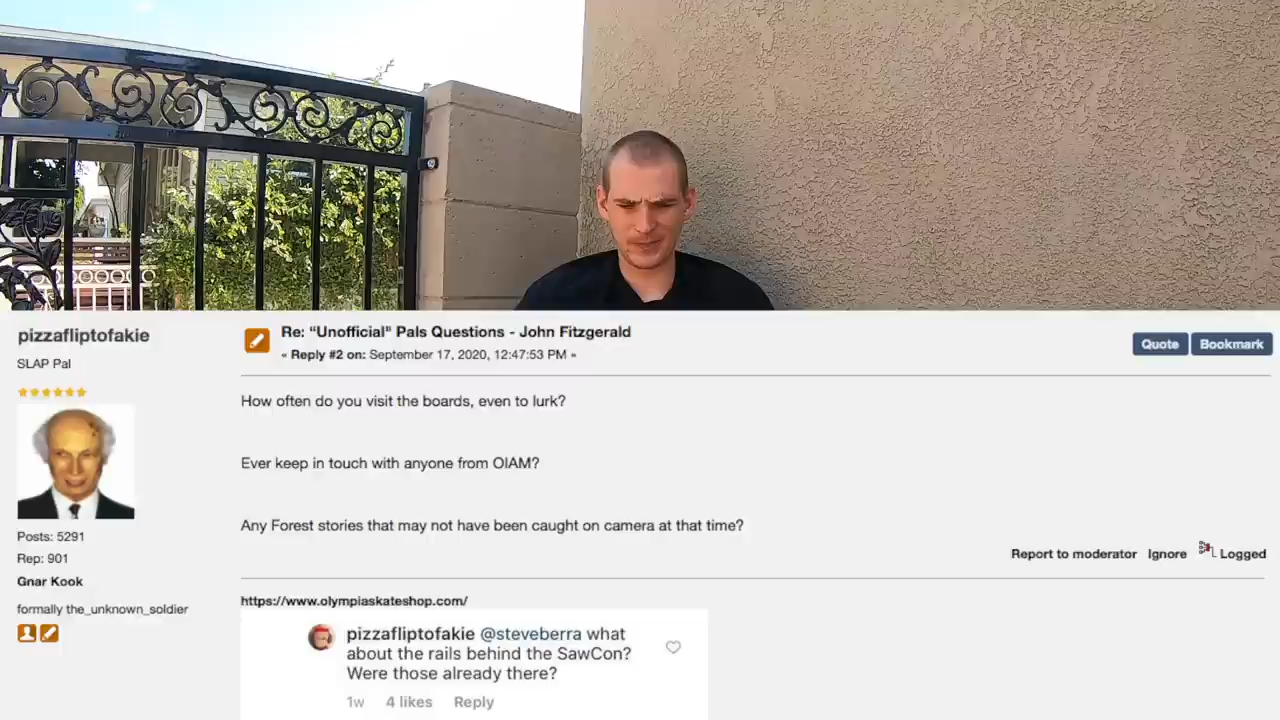 pizzafliptofakie
SLAP Pal
Posts: 5291
Rep: 901
Gnar Kook
formally the_unknown_soldier
Re: “Unofficial” Pals Questions - John Fitzgerald
« Reply #2 on: September 17, 2020, 12:47:53 PM »
Quote
Bookmark
How often do you visit the boards, even to lurk?
Ever keep in touch with anyone from OIAM?
Any Forest stories that may not have been caught on camera at that time?
Report to moderator Ignore Logged
https://www.olympiaskateshop.com/
pizzafliptofakie @steveberra what
about the rails behind the SawCon?
Were those already there?
1w 4 likes Reply